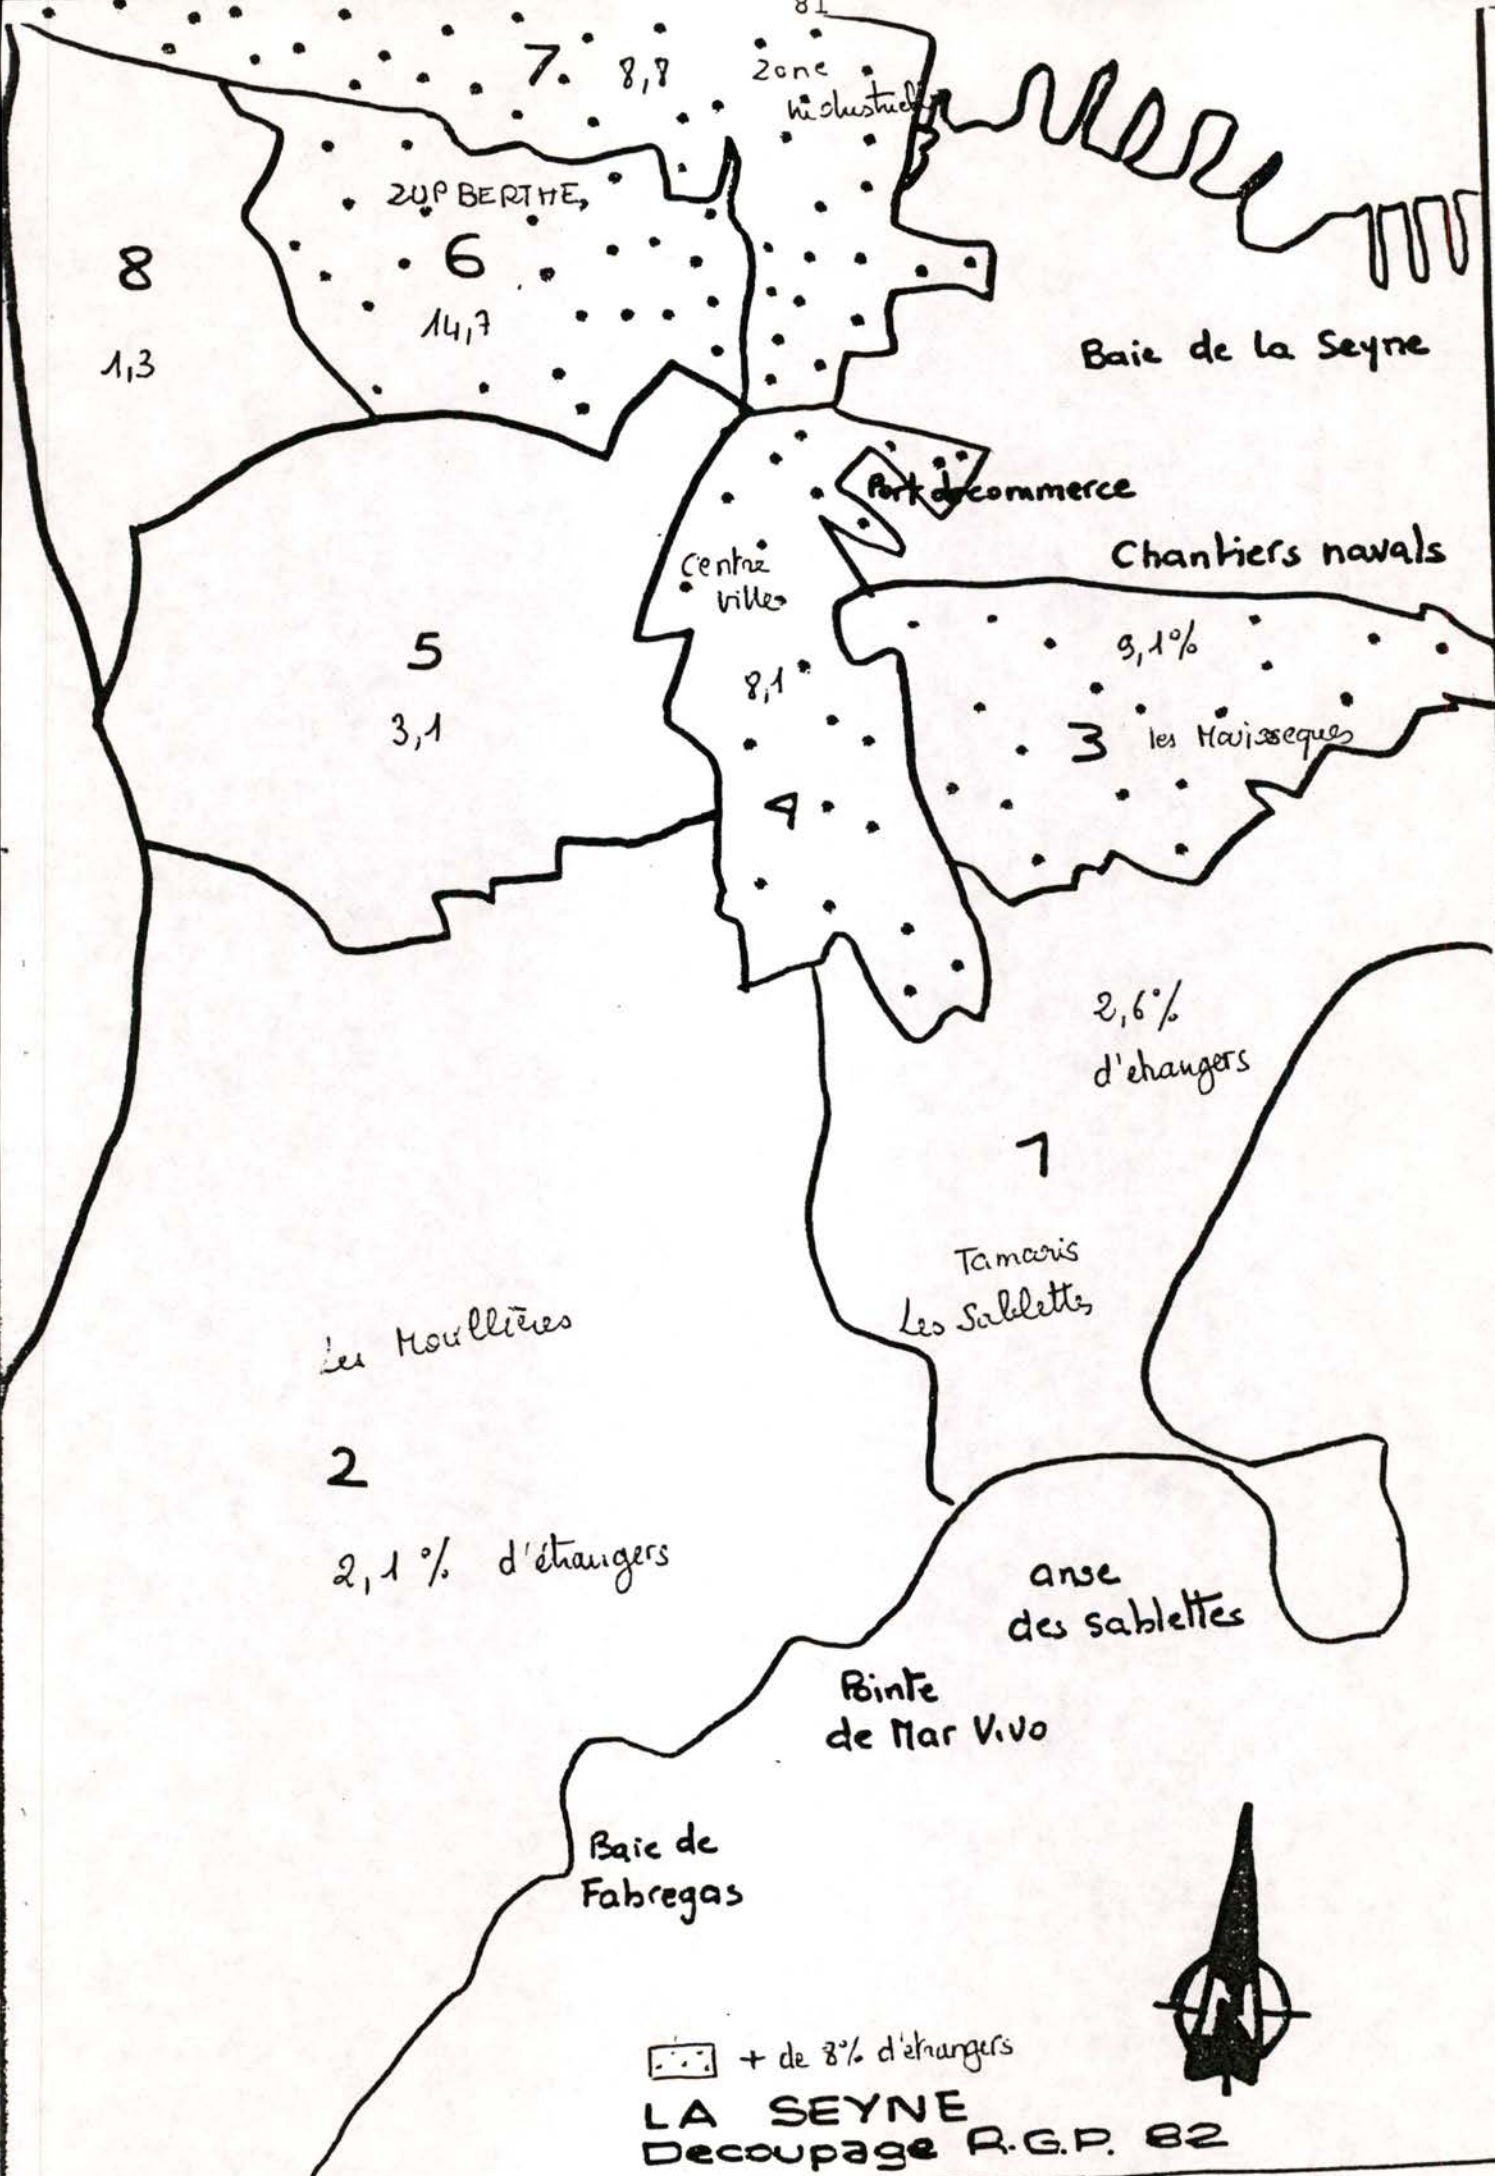 81
7
8,8
zone
industrielle
ZUP BERTHE,
6
14,7
8
1,3
Baie de la Seyne
Port de commerce
Chantiers navals
Centre
ville
8,1
4
9,1%
3
les Mouisseques
5
3,1
2,6%
d'étrangers
1
Tamaris
Les Sablettes
Les Moullières
2
2,1% d'étrangers
anse
des Sablettes
Pointe
de Mar Vivo
Baie de
Fabregas
N
+ de 8% d'étrangers
LA SEYNE
Decoupage R.G.P. 82